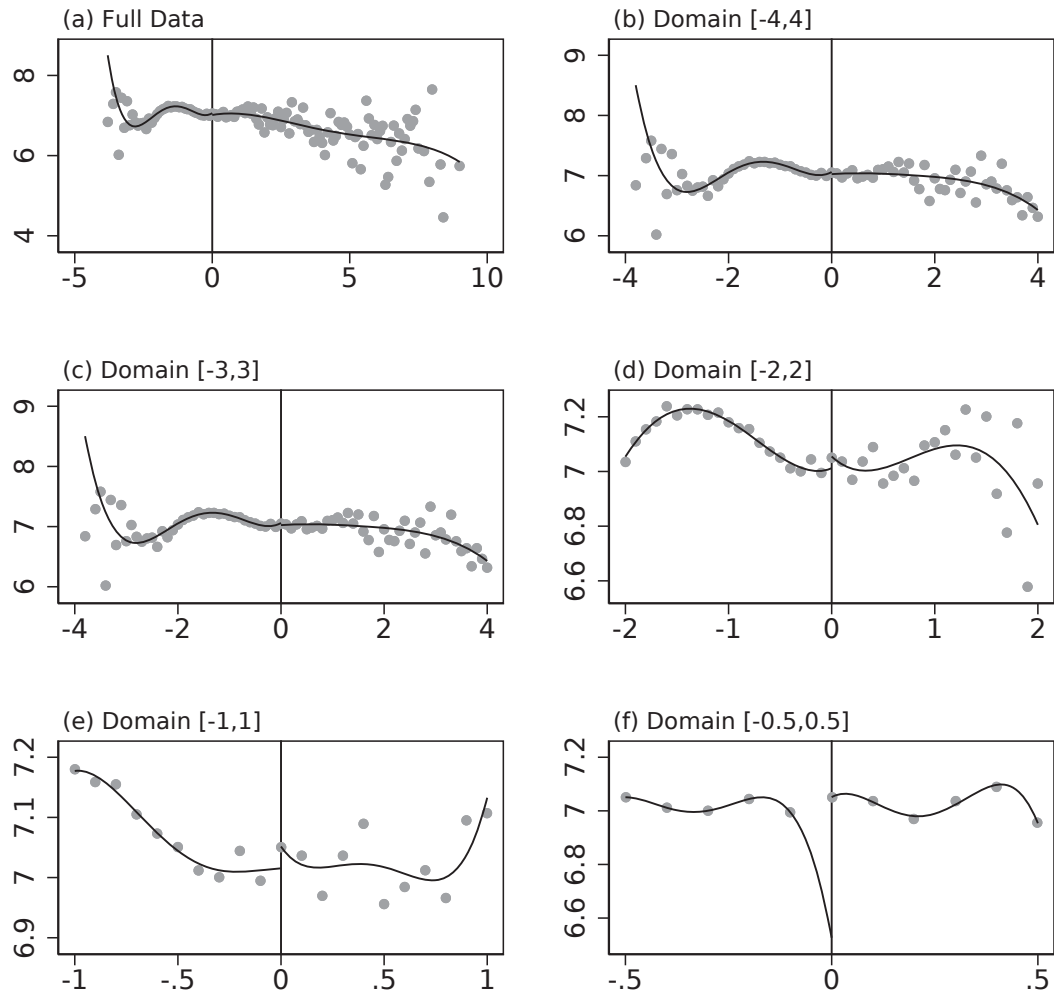 (a) Full Data
8
6
4
-5 0 5 10
(b) Domain [-4,4]
9
8
7
6
-4 -2 0 2 4
(c) Domain [-3,3]
9
8
7
6
-4 -2 0 2 4
(d) Domain [-2,2]
7.2
7
6.8
6.6
-2 -1 0 1 2
(e) Domain [-1,1]
7.2
7.1
7
6.9
-1 -.5 0 .5 1
(f) Domain [-0.5,0.5]
7.2
7
6.8
6.6
-.5 0 .5